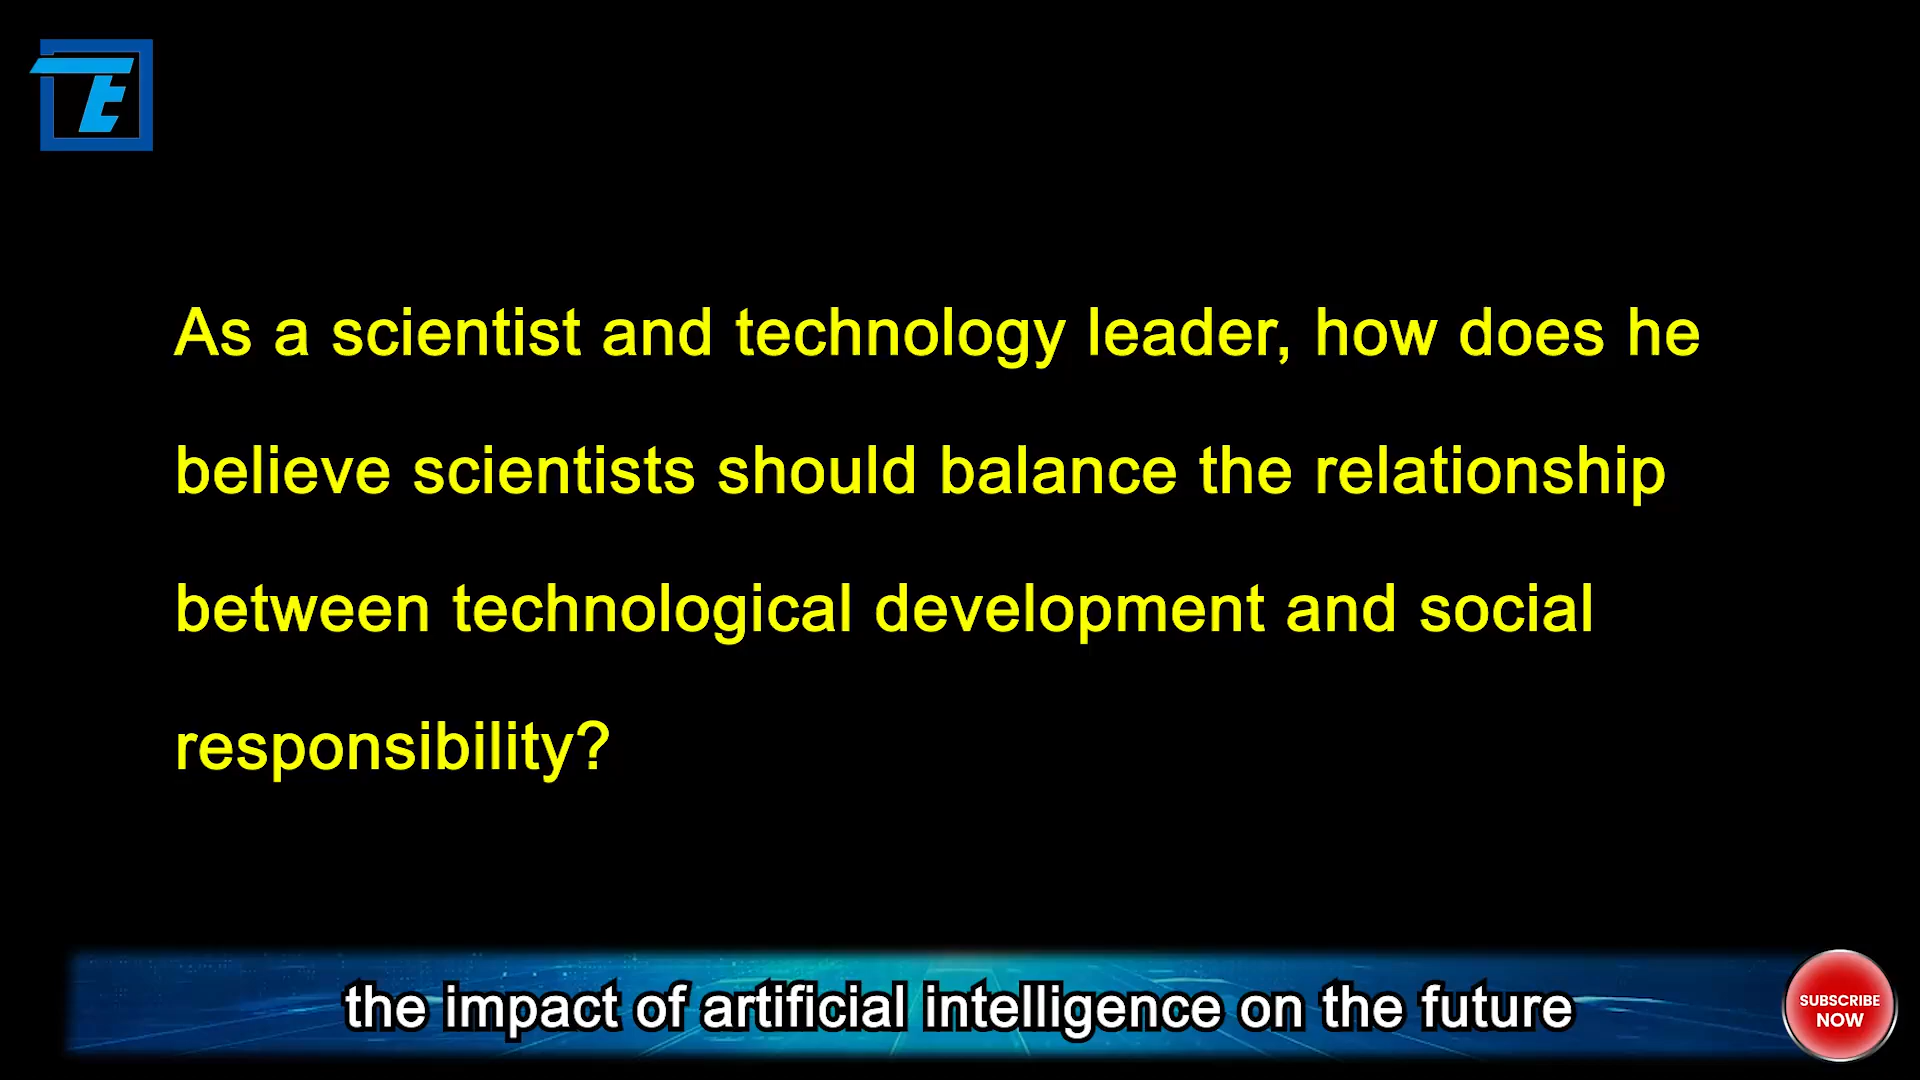 As a scientist and technology leader, how does he
believe scientists should balance the relationship
between technological development and social
responsibility?
the impact of artificial intelligence on the future
SUBSCRIBE
NOW